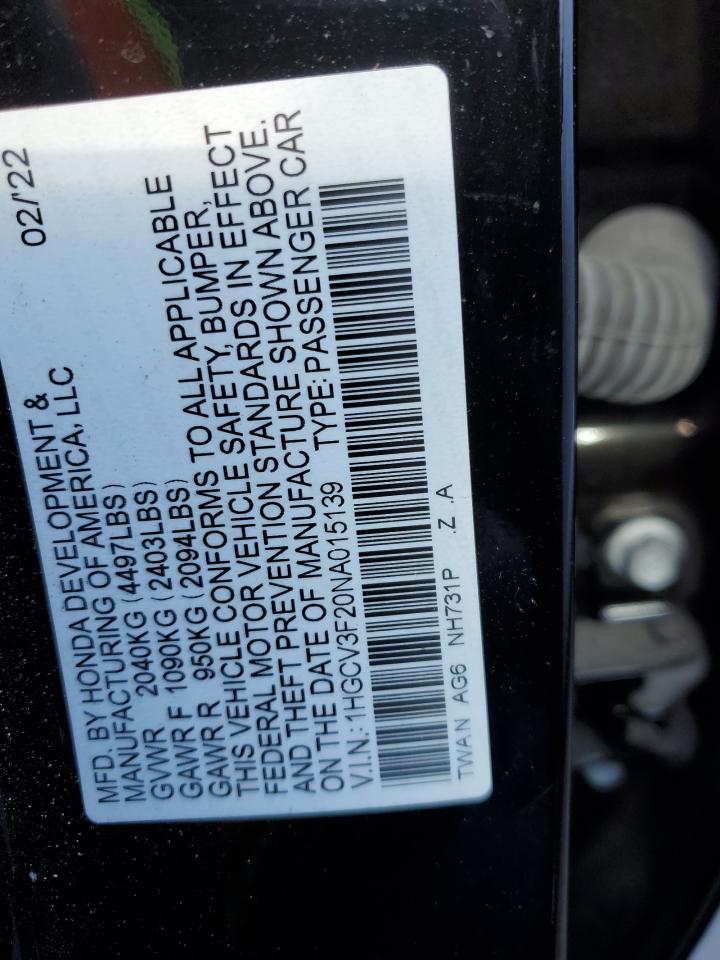 MFD. BY HONDA DEVELOPMENT & 02/'22
MANUFACTURING OF AMERICA, LLC
GVWR 2040KG (4497LBS)
GAWR F 1090KG (2403LBS)
GAWR R 950KG (2094LBS)
THIS VEHICLE CONFORMS TO ALL APPLICABLE
FEDERAL MOTOR VEHICLE SAFETY, BUMPER,
AND THEFT PREVENTION STANDARDS IN EFFECT
ON THE DATE OF MANUFACTURE SHOWN ABOVE.
V.I.N.: 1HGCV3F20NA015139 TYPE: PASSENGER CAR
TWA N AG6 NH731P .Z .A